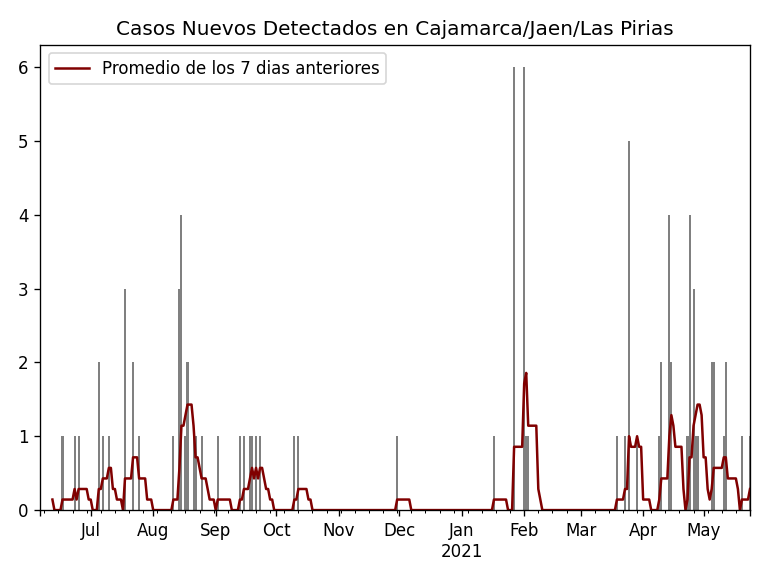 Casos Nuevos Detectados en Cajamarca/Jaen/Las Pirias
Promedio de los 7 dias anteriores
6
5
4
3
2
1
0
Jul Aug Sep Oct Nov Dec Jan Feb Mar Apr May
2021